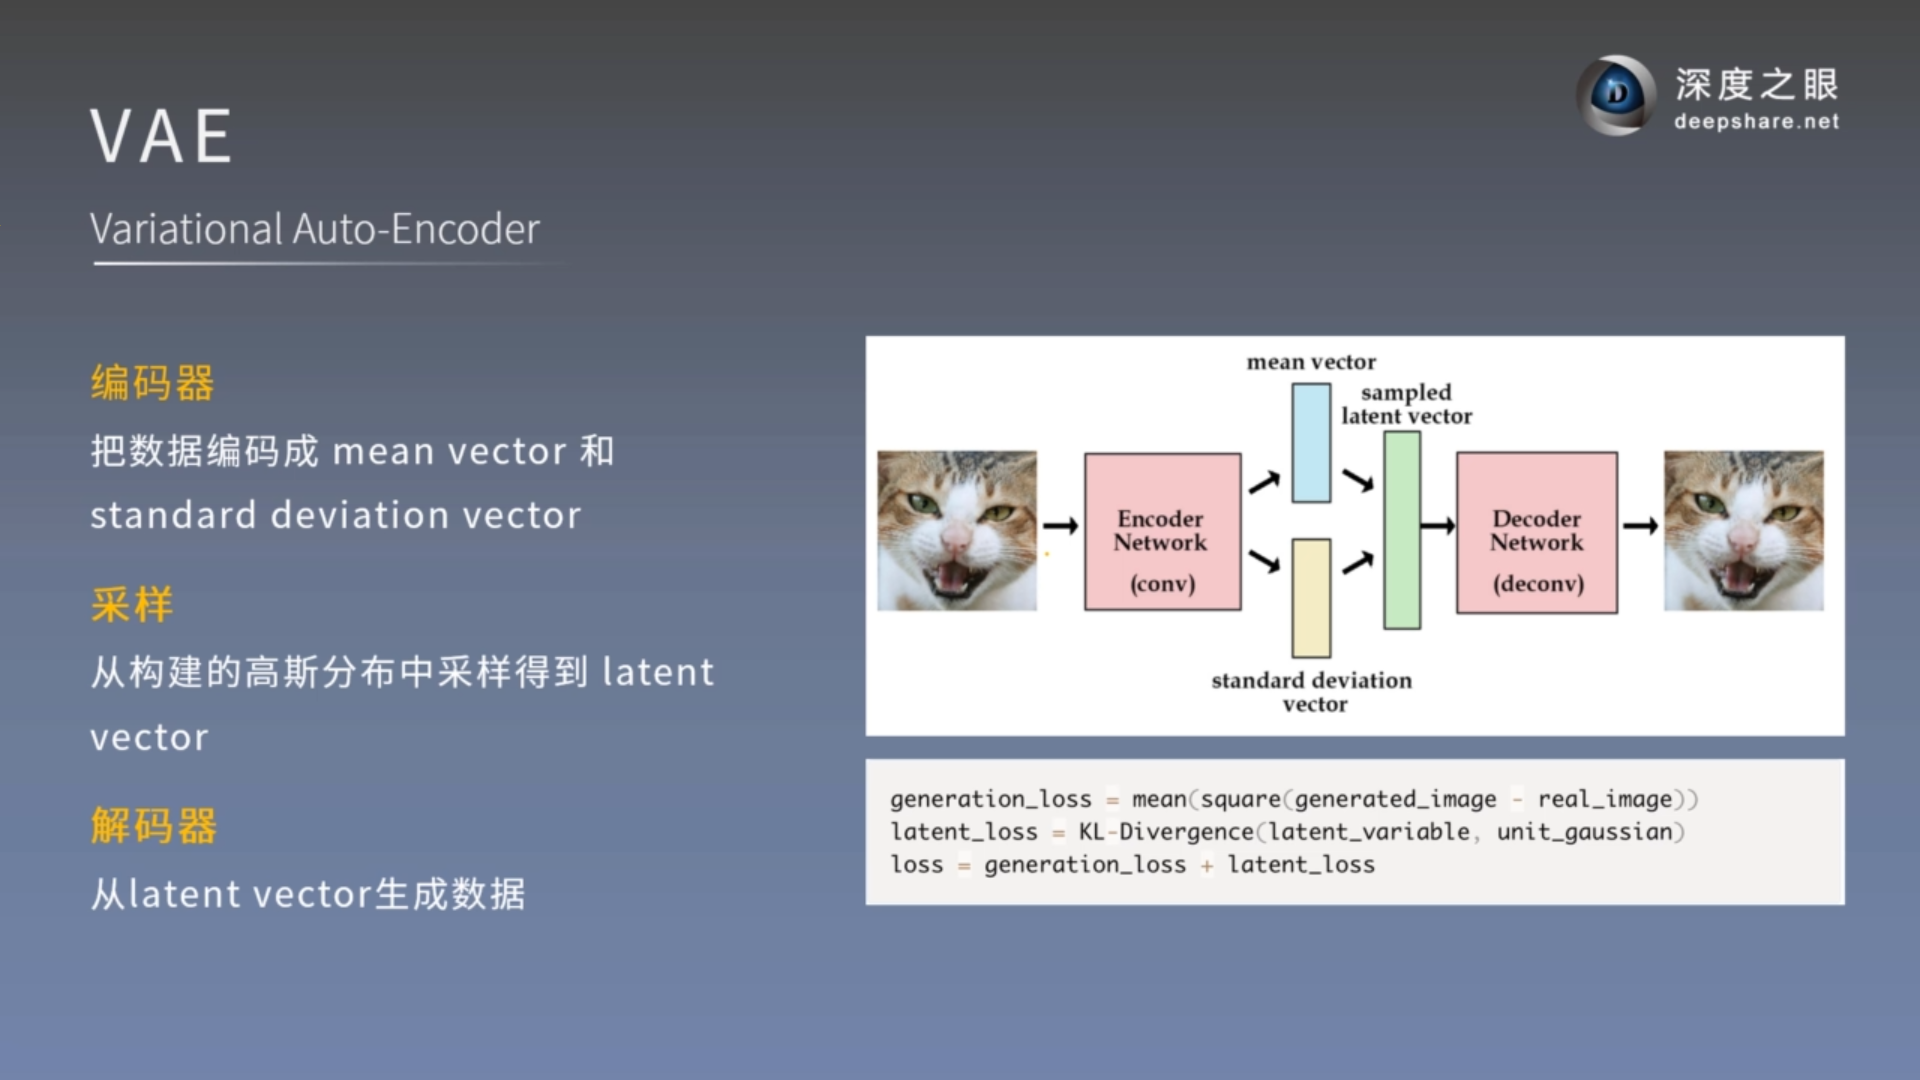 深度之眼
deepshare.net
VAE
Variational Auto-Encoder
编码器
把数据编码成 mean vector 和
standard deviation vector
采样
从构建的高斯分布中采样得到 latent
vector
解码器
从latent vector生成数据
mean vector
sampled
latent vector
Encoder
Network
(conv)
Decoder
Network
(deconv)
standard deviation
vector
generation_loss = mean(square(generated_image - real_image))
latent_loss = KL-Divergence(latent_variable, unit_gaussian)
loss = generation_loss + latent_loss